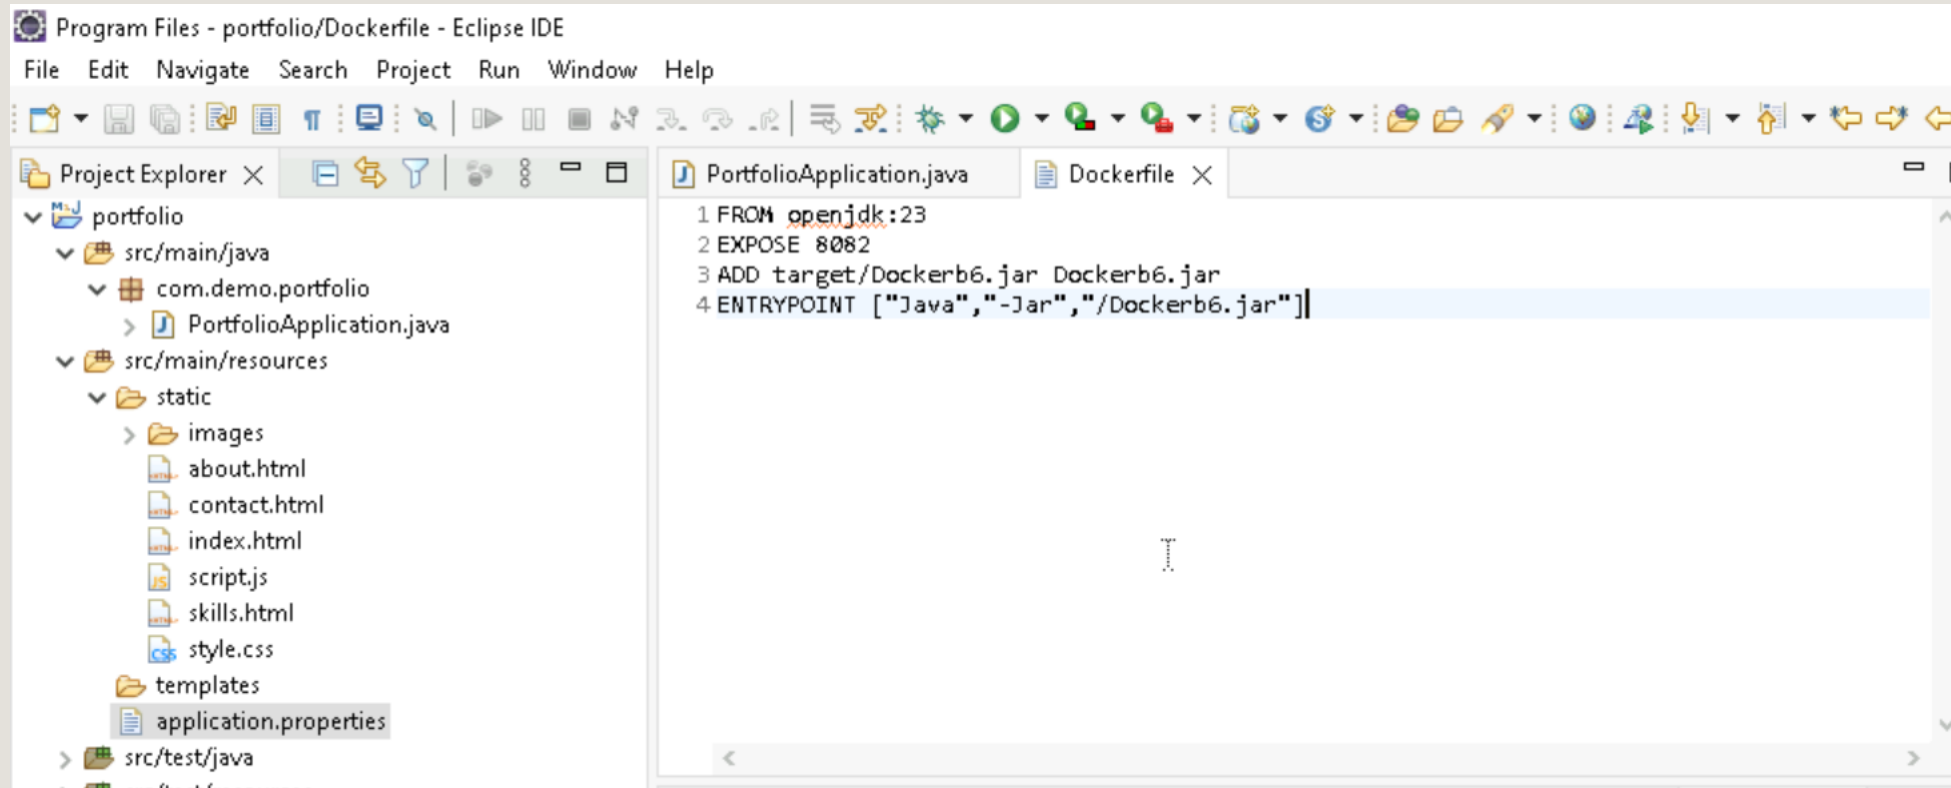 Program Files - portfolio/Dockerfile - Eclipse IDE
File Edit Navigate Search Project Run Window Help
Project Explorer
portfolio
src/main/java
com.demo.portfolio
PortfolioApplication.java
src/main/resources
static
images
about.html
contact.html
index.html
script.js
skills.html
style.css
templates
application.properties
src/test/java
PortfolioApplication.java Dockerfile
1 FROM openjdk:23
2 EXPOSE 8082
3 ADD target/Dockerb6.jar Dockerb6.jar
4 ENTRYPOINT ["Java","-Jar","/Dockerb6.jar"]